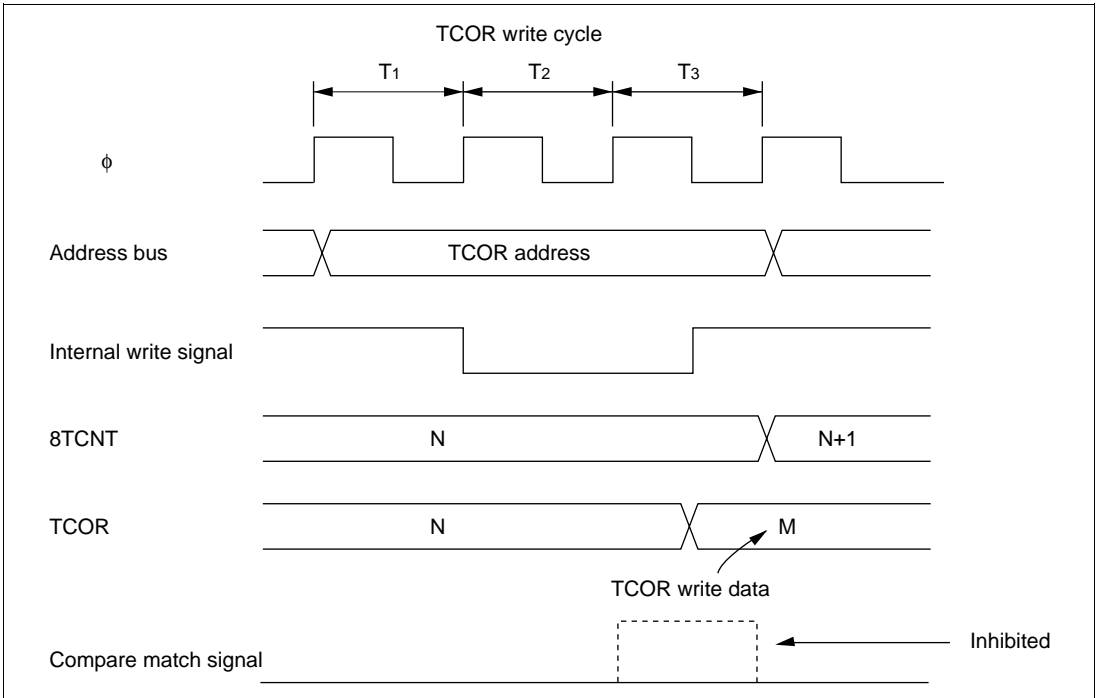 TCOR write cycle
T1 T2 T3
φ
Address bus TCOR address
Internal write signal
8TCNT N N+1
TCOR N M
TCOR write data
Inhibited
Compare match signal